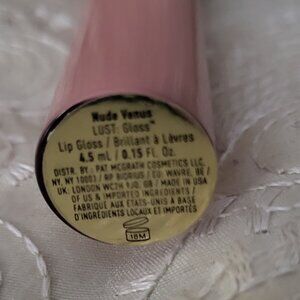 Nude Venus
LUST: Gloss™
Lip Gloss / Brillant à Lèvres
4.5 mL / 0.15 Fl. Oz.
DISTR. BY.: PAT MCGRATH COSMETICS LLC,
NY, NY 10003 / RP BIORIUS / EU: WAVRE, BE /
UK: LONDON WC2H 9JQ, GB / MADE IN USA
OF US & IMPORTED INGREDIENTS /
FABRIQUÉ AUX ÉTATS-UNIS À BASE
D'INGRÉDIENTS LOCAUX ET IMPORTÉS
18M